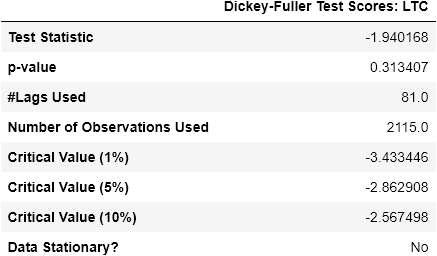 Dickey-Fuller Test Scores: LTC
Test Statistic -1.940168
p-value 0.313407
#Lags Used 81.0
Number of Observations Used 2115.0
Critical Value (1%) -3.433446
Critical Value (5%) -2.862908
Critical Value (10%) -2.567498
Data Stationary? No